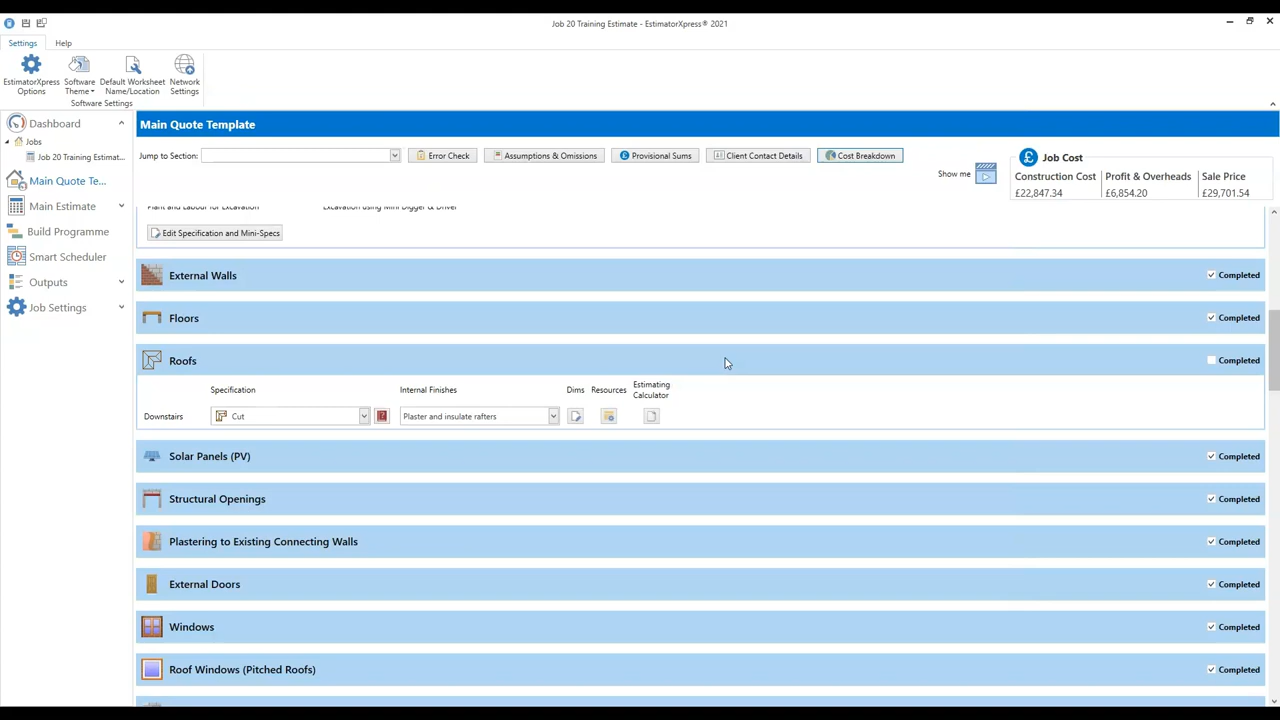 Job 20 Training Estimate - EstimatorXpress® 2021
Settings
Help
EstimatorXpress Options
Software Theme
Default Worksheet Name/Location
Network Settings
Software Settings
Dashboard
Jobs
Job 20 Training Estimat...
Main Quote Te...
Main Estimate
Build Programme
Smart Scheduler
Outputs
Job Settings
Main Quote Template
Jump to Section:
Error Check
Assumptions & Omissions
Provisional Sums
Client Contact Details
Cost Breakdown
Show me
Job Cost
Construction Cost
Profit & Overheads
Sale Price
£22,847.34
£6,854.20
£29,701.54
Plant and Labour for Excavation
Excavation using Mini Digger & Driver
Edit Specification and Mini-Specs
External Walls
Completed
Floors
Completed
Roofs
Completed
Specification
Internal Finishes
Dims
Resources
Estimating Calculator
Downstairs
Cut
Plaster and insulate rafters
Solar Panels (PV)
Completed
Structural Openings
Completed
Plastering to Existing Connecting Walls
Completed
External Doors
Completed
Windows
Completed
Roof Windows (Pitched Roofs)
Completed